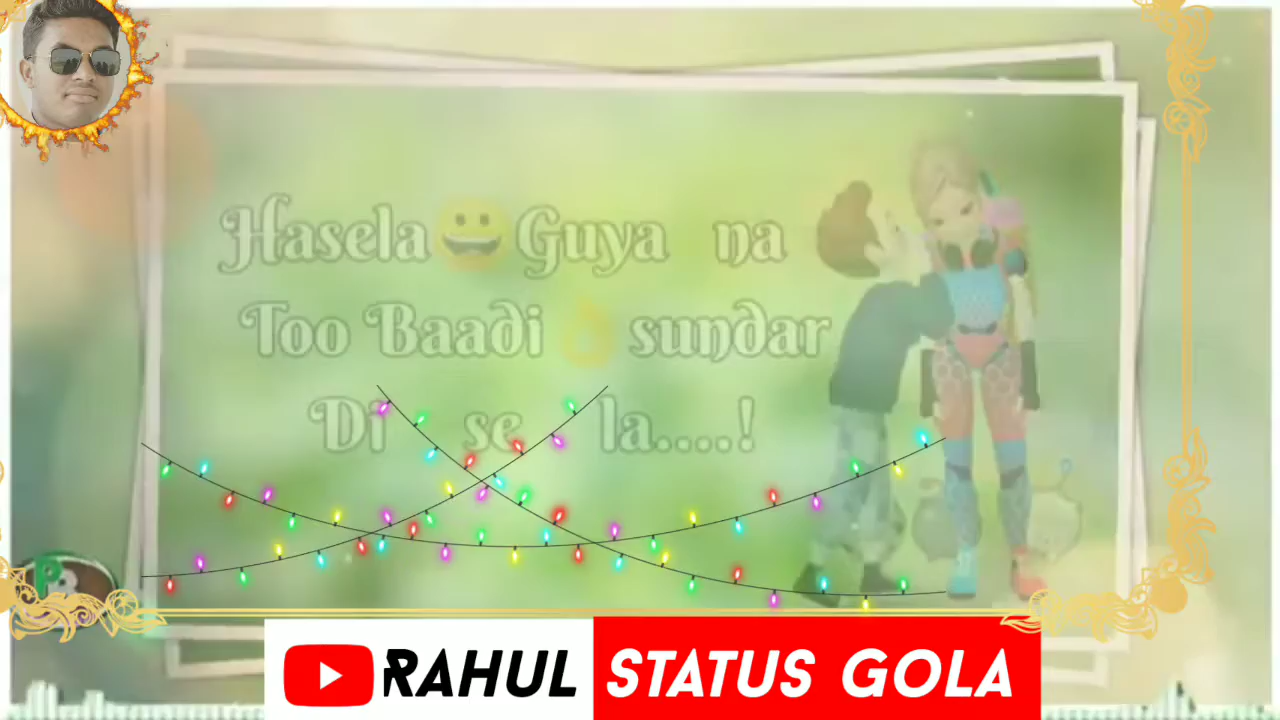 Hasela😀Guya na
Too Baadi👌sundar
Di se la....!
RAHUL STATUS GOLA